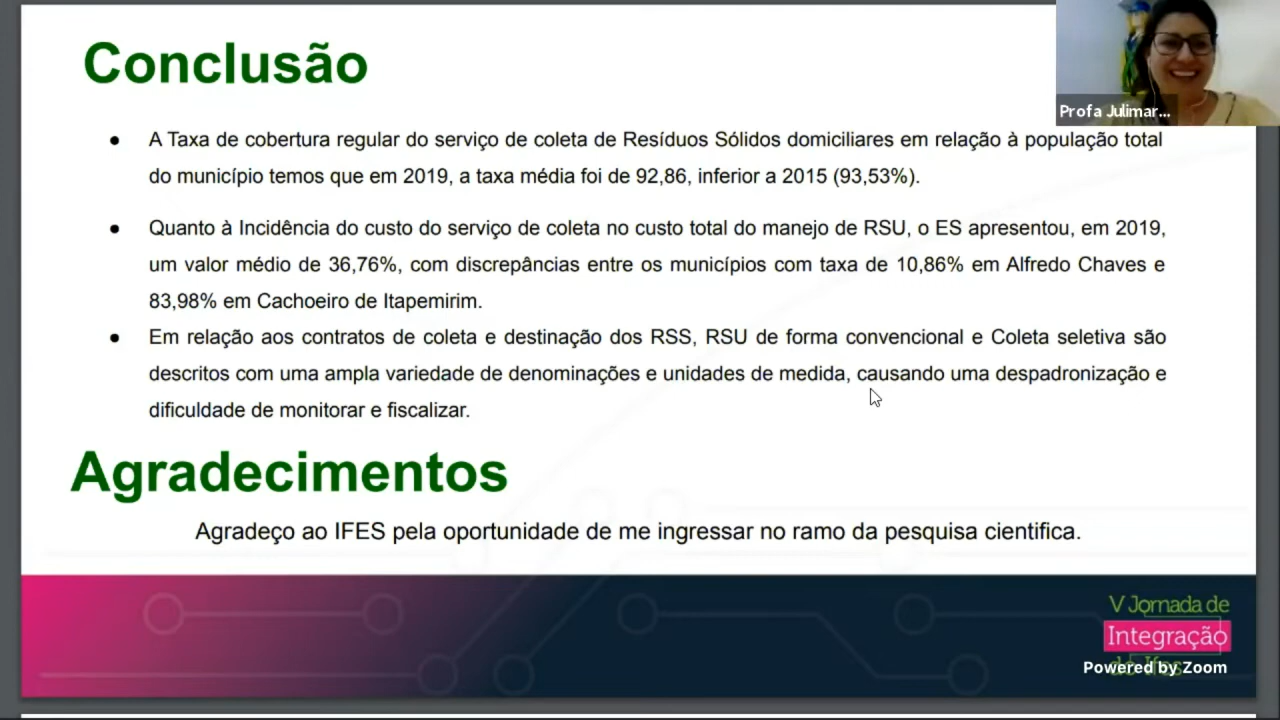 Conclusão
Profa Julimar...
● A Taxa de cobertura regular do serviço de coleta de Resíduos Sólidos domiciliares em relação à população total
do município temos que em 2019, a taxa média foi de 92,86, inferior a 2015 (93,53%).
● Quanto à Incidência do custo do serviço de coleta no custo total do manejo de RSU, o ES apresentou, em 2019,
um valor médio de 36,76%, com discrepâncias entre os municípios com taxa de 10,86% em Alfredo Chaves e
83,98% em Cachoeiro de Itapemirim.
● Em relação aos contratos de coleta e destinação dos RSS, RSU de forma convencional e Coleta seletiva são
descritos com uma ampla variedade de denominações e unidades de medida, causando uma despadronização e
dificuldade de monitorar e fiscalizar.
Agradecimentos
Agradeço ao IFES pela oportunidade de me ingressar no ramo da pesquisa cientifica.
V Jornada de
Integração
do Ifes
Powered by Zoom